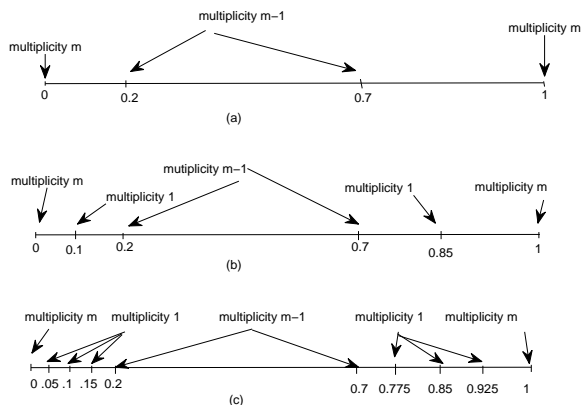 multiplicity m−1
multiplicity m
multiplicity m
0
0.2
0.7
1
(a)
mutiplicity m−1
multiplicity m
multiplicity 1
multiplicity 1
multiplicity m
0
0.1
0.2
0.7
0.85
1
(b)
multiplicity m
multiplicity 1
multiplicity m−1
multiplicity 1
multiplicity m
0 .05 .1 .15 0.2
0.7 0.775 0.85 0.925 1
(c)